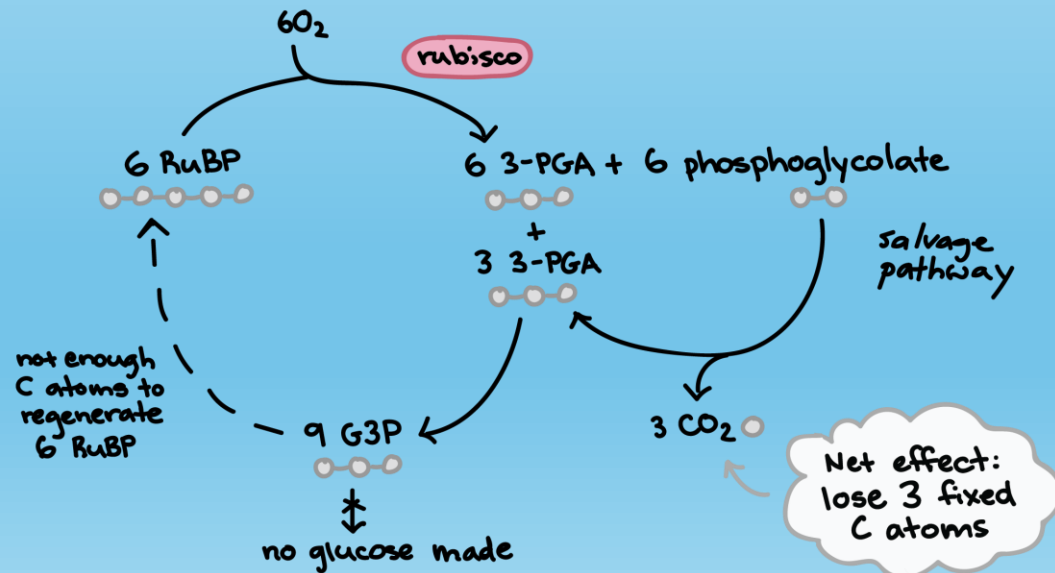 6O₂
rubisco
6 RuBP
6 3-PGA + 6 phosphoglycolate
+
3 3-PGA
salvage
pathway
not enough
C atoms to
regenerate
6 RuBP
9 G3P
3 CO₂
Net effect:
lose 3 fixed
C atoms
no glucose made